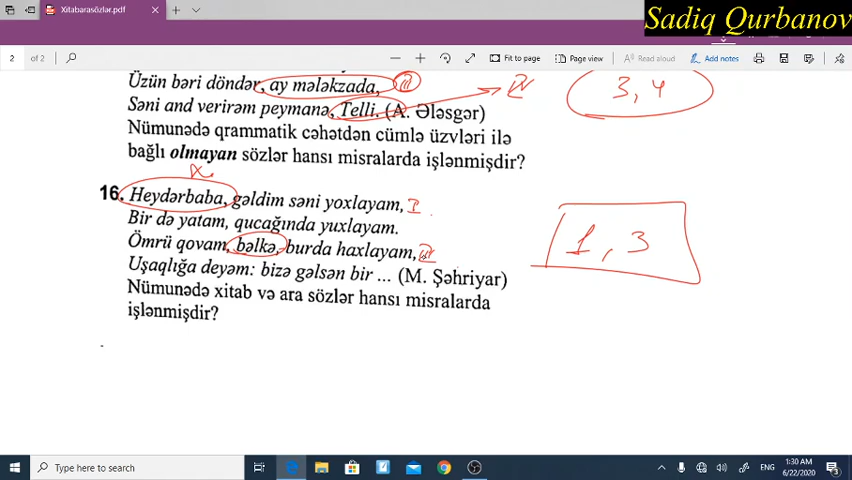 Sadiq Qurbanov
Xitabarasözlər.pdf
2 of 2 Fit to page Page view Read aloud Add notes
Üzün bəri döndər, ay mələkzada,
3, 4
Səni and verirəm peymanə, Telli. (A. Ələsgər)
Nümunədə qrammatik cəhətdən cümlə üzvləri ilə
bağlı olmayan sözlər hansı misralarda işlənmişdir?
X
16. Heydərbaba, gəldim səni yoxlayam, I
Bir də yatam, qucağında yuxlayam.
1, 3
Ömrü qovam, bəlkə, burda haxlayam,
Uşaqlığa deyəm: bizə gəlsən bir ... (M. Şəhriyar)
Nümunədə xitab və ara sözlər hansı misralarda
işlənmişdir?
Type here to search
ENG
1:30 AM
6/22/2020